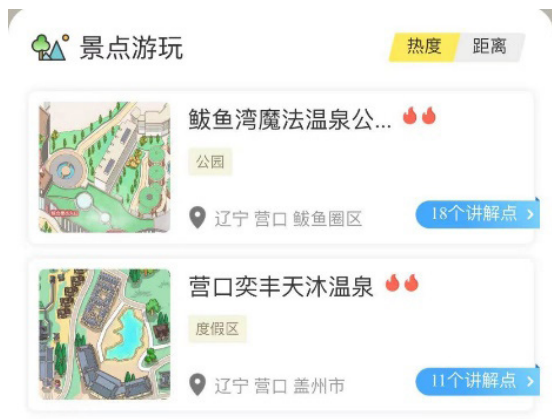 景点游玩
热度 距离
鲅鱼湾魔法温泉公...
公园
辽宁 营口 鲅鱼圈区
18个讲解点 >
营口奕丰天沐温泉
度假区
辽宁 营口 盖州市
11个讲解点 >